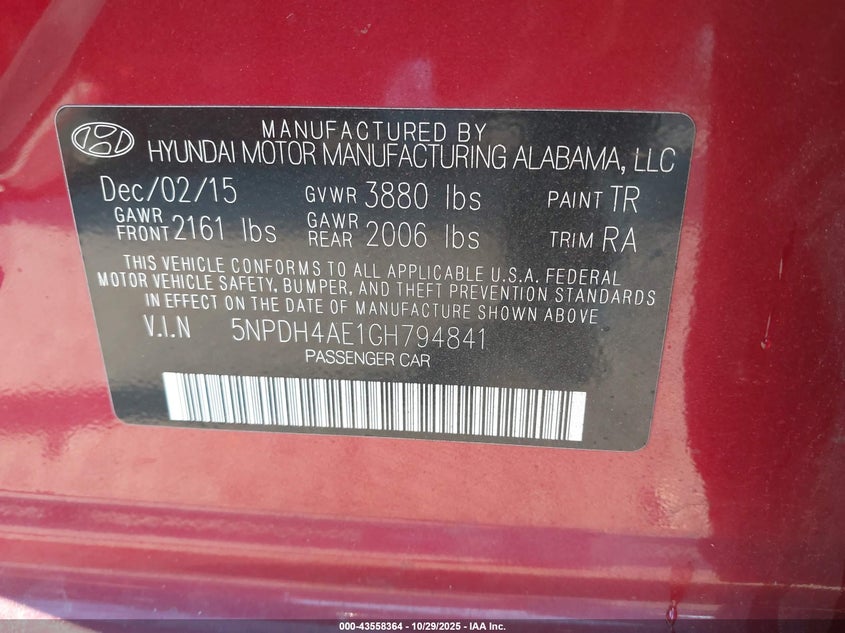 MANUFACTURED BY
HYUNDAI MOTOR MANUFACTURING ALABAMA, LLC
Dec/02/15 GVWR 3880 lbs PAINT TR
GAWR FRONT 2161 lbs GAWR REAR 2006 lbs TRIM RA
THIS VEHICLE CONFORMS TO ALL APPLICABLE U.S.A. FEDERAL
MOTOR VEHICLE SAFETY, BUMPER, AND THEFT PREVENTION STANDARDS
IN EFFECT ON THE DATE OF MANUFACTURE SHOWN ABOVE
V.I.N 5NPDH4AE1GH794841
PASSENGER CAR
000-43558364 | 10/29/2025 - IAA Inc.